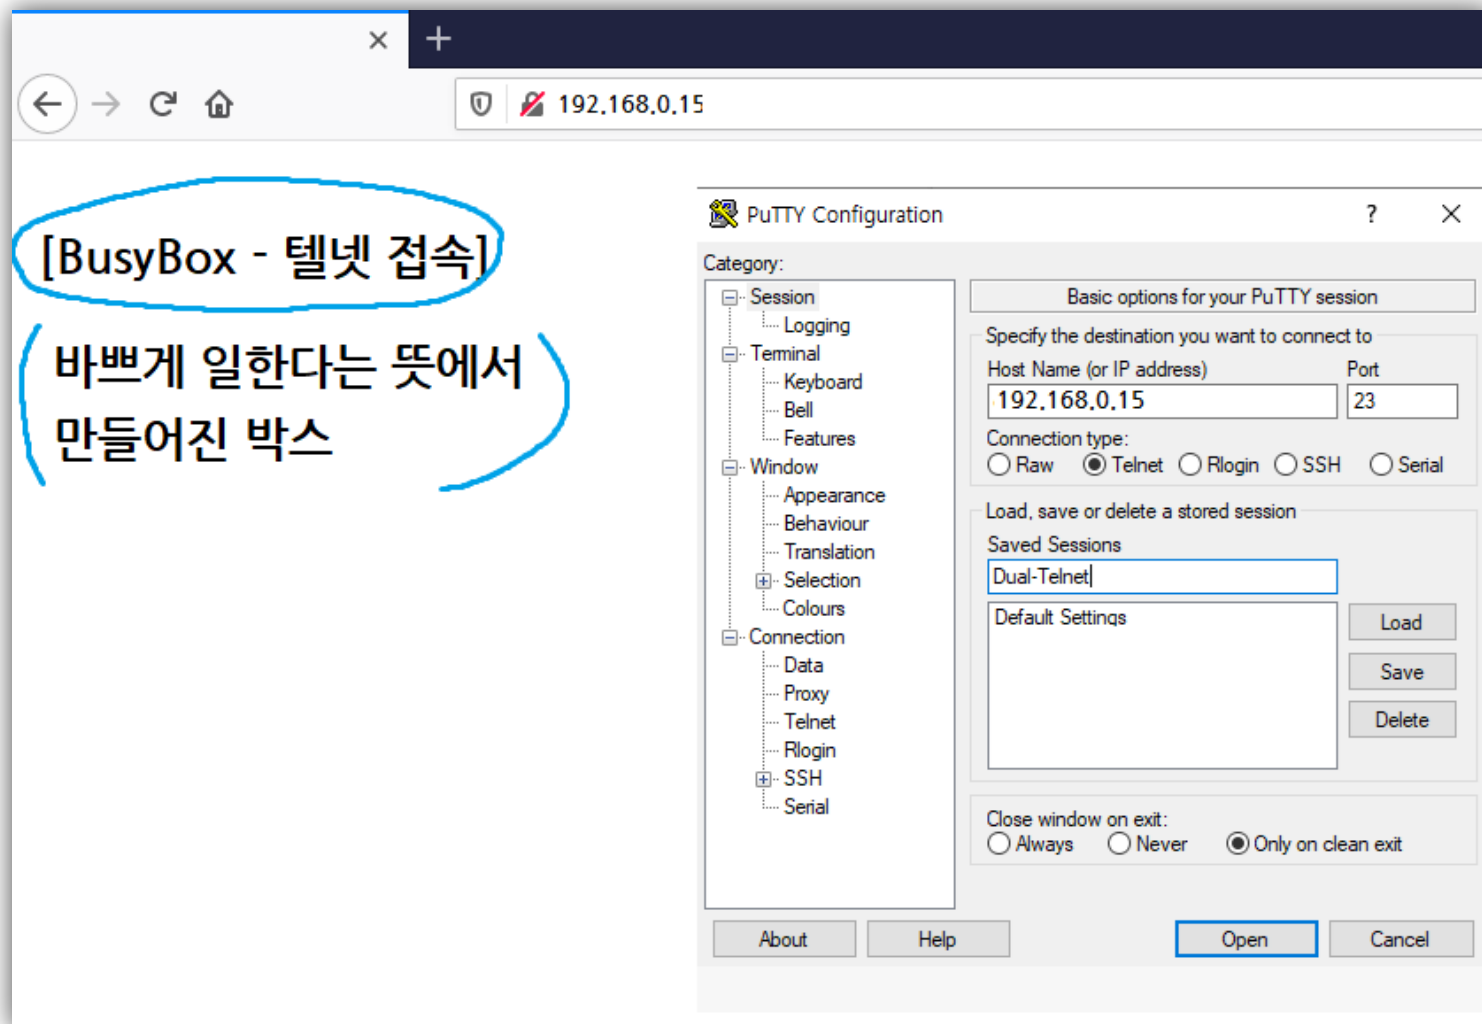 192.168.0.15
[BusyBox - 텔넷 접속]
바쁘게 일한다는 뜻에서
만들어진 박스
PuTTY Configuration
?
Category:
Session
Logging
Terminal
Keyboard
Bell
Features
Window
Appearance
Behaviour
Translation
Selection
Colours
Connection
Data
Proxy
Telnet
Rlogin
SSH
Serial
Basic options for your PuTTY session
Specify the destination you want to connect to
Host Name (or IP address) Port
192.168.0.15 23
Connection type:
Raw Telnet Rlogin SSH Serial
Load, save or delete a stored session
Saved Sessions
Dual-Telnet
Default Settings
Load
Save
Delete
Close window on exit:
Always Never Only on clean exit
About Help Open Cancel